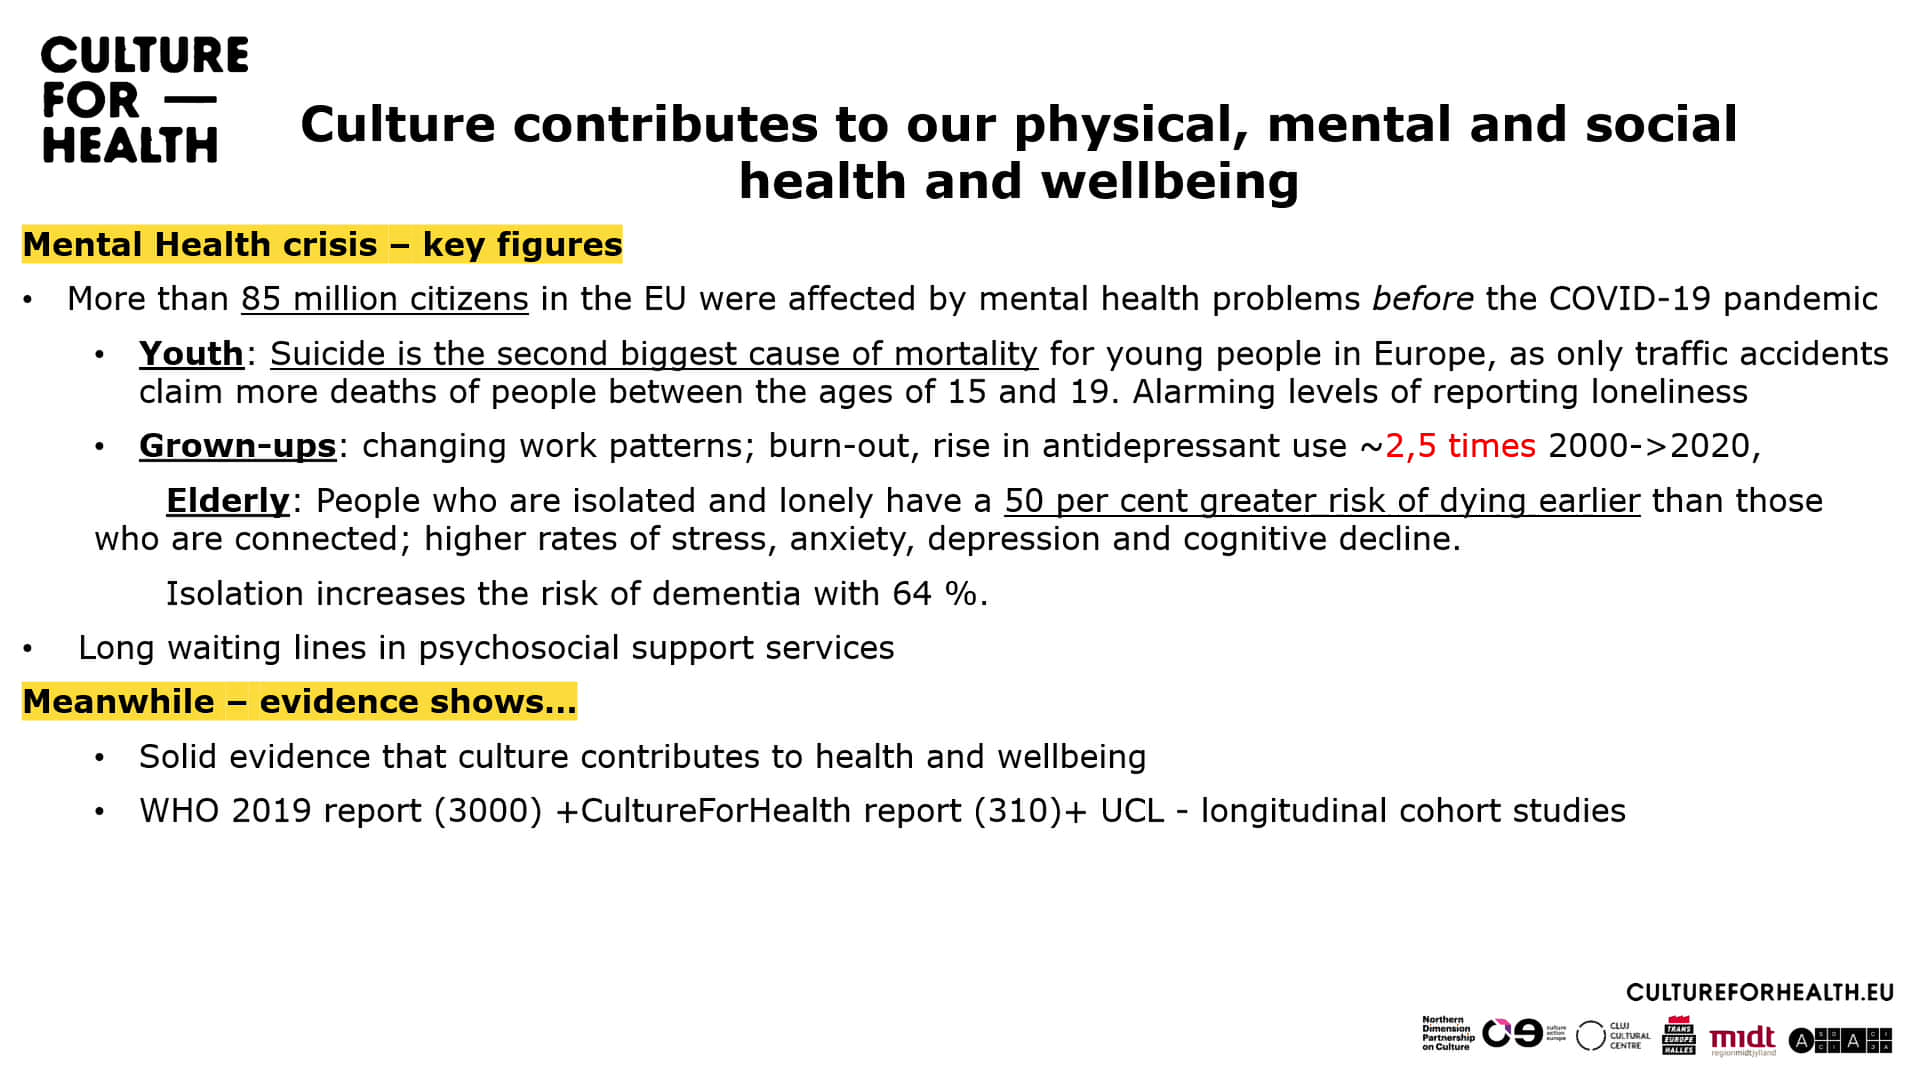 CULTURE
FOR —
HEALTH
Culture contributes to our physical, mental and social
health and wellbeing
Mental Health crisis – key figures
• More than 85 million citizens in the EU were affected by mental health problems before the COVID-19 pandemic
• Youth: Suicide is the second biggest cause of mortality for young people in Europe, as only traffic accidents
claim more deaths of people between the ages of 15 and 19. Alarming levels of reporting loneliness
• Grown-ups: changing work patterns; burn-out, rise in antidepressant use ~2,5 times 2000->2020,
Elderly: People who are isolated and lonely have a 50 per cent greater risk of dying earlier than those
who are connected; higher rates of stress, anxiety, depression and cognitive decline.
Isolation increases the risk of dementia with 64 %.
• Long waiting lines in psychosocial support services
Meanwhile – evidence shows...
• Solid evidence that culture contributes to health and wellbeing
• WHO 2019 report (3000) +CultureForHealth report (310)+ UCL - longitudinal cohort studies
CULTUREFORHEALTH.EU
Northern
Dimension
Partnership
on Culture
culture
action
europe
CLUJ
CULTURAL
CENTRE
TRANS
EUROPE
HALLES
midt
regionmidtjylland